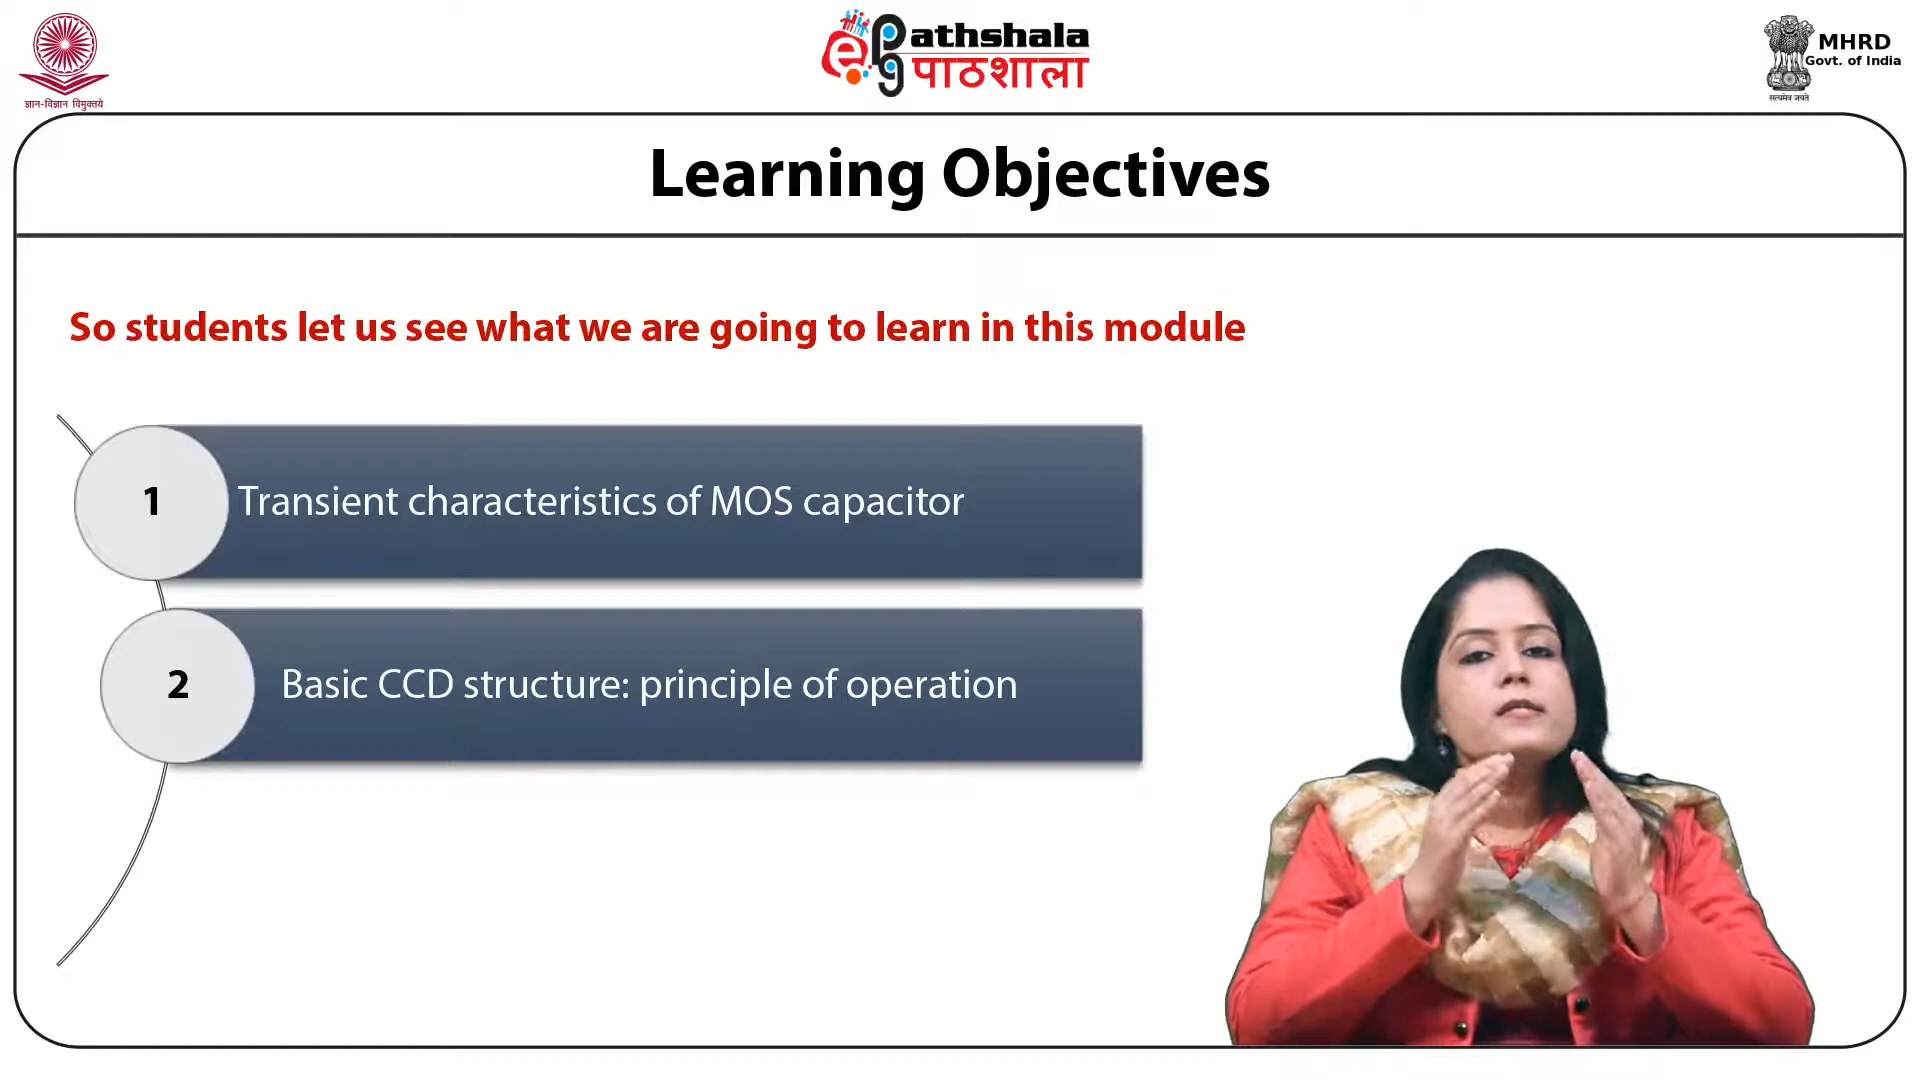 ज्ञान-विज्ञान विमुक्तये
ePathshala
पाठशाला
MHRD
Govt. of India
सत्यमेव जयते
Learning Objectives
So students let us see what we are going to learn in this module
1 Transient characteristics of MOS capacitor
2 Basic CCD structure: principle of operation